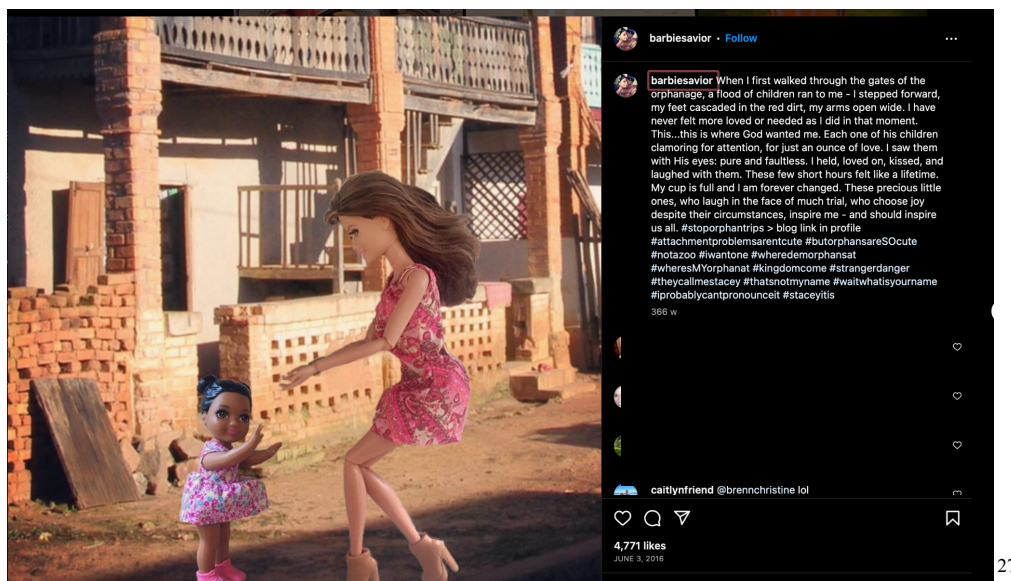 barbiesavior • Follow
barbiesavior When I first walked through the gates of the
orphanage, a flood of children ran to me - I stepped forward,
my feet cascaded in the red dirt, my arms open wide. I have
never felt more loved or needed as I did in that moment.
This...this is where God wanted me. Each one of his children
clamoring for attention, for just an ounce of love. I saw them
with His eyes: pure and faultless. I held, loved on, kissed, and
laughed with them. These few short hours felt like a lifetime.
My cup is full and I am forever changed. These precious little
ones, who laugh in the face of much trial, who choose joy
despite their circumstances, inspire me - and should inspire
us all. #stoporphantrips > blog link in profile
#attachmentproblemsarentcute #butorphansareSOcute
#notazoo #iwantone #wheredemorphansat
#wheresMYorphanat #kingdomcome #strangerdanger
#theycallmestacey #thatsnotmyname #waitwhatisyourname
#iprobablycantpronounceit #staceyitis
366 w
caitlynfriend @brennchristine lol
4,771 likes
JUNE 3, 2016